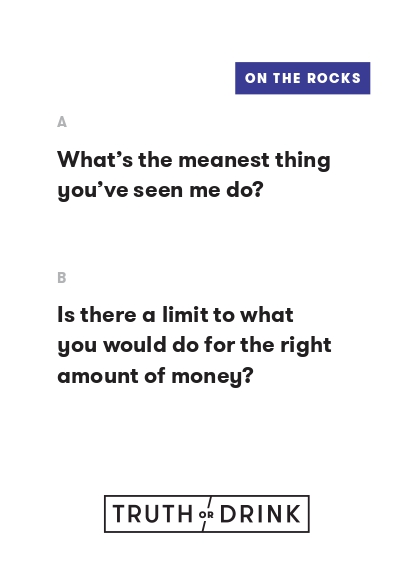 ON THE ROCKS
A
What’s the meanest thing
you’ve seen me do?
B
Is there a limit to what
you would do for the right
amount of money?
TRUTH OR DRINK